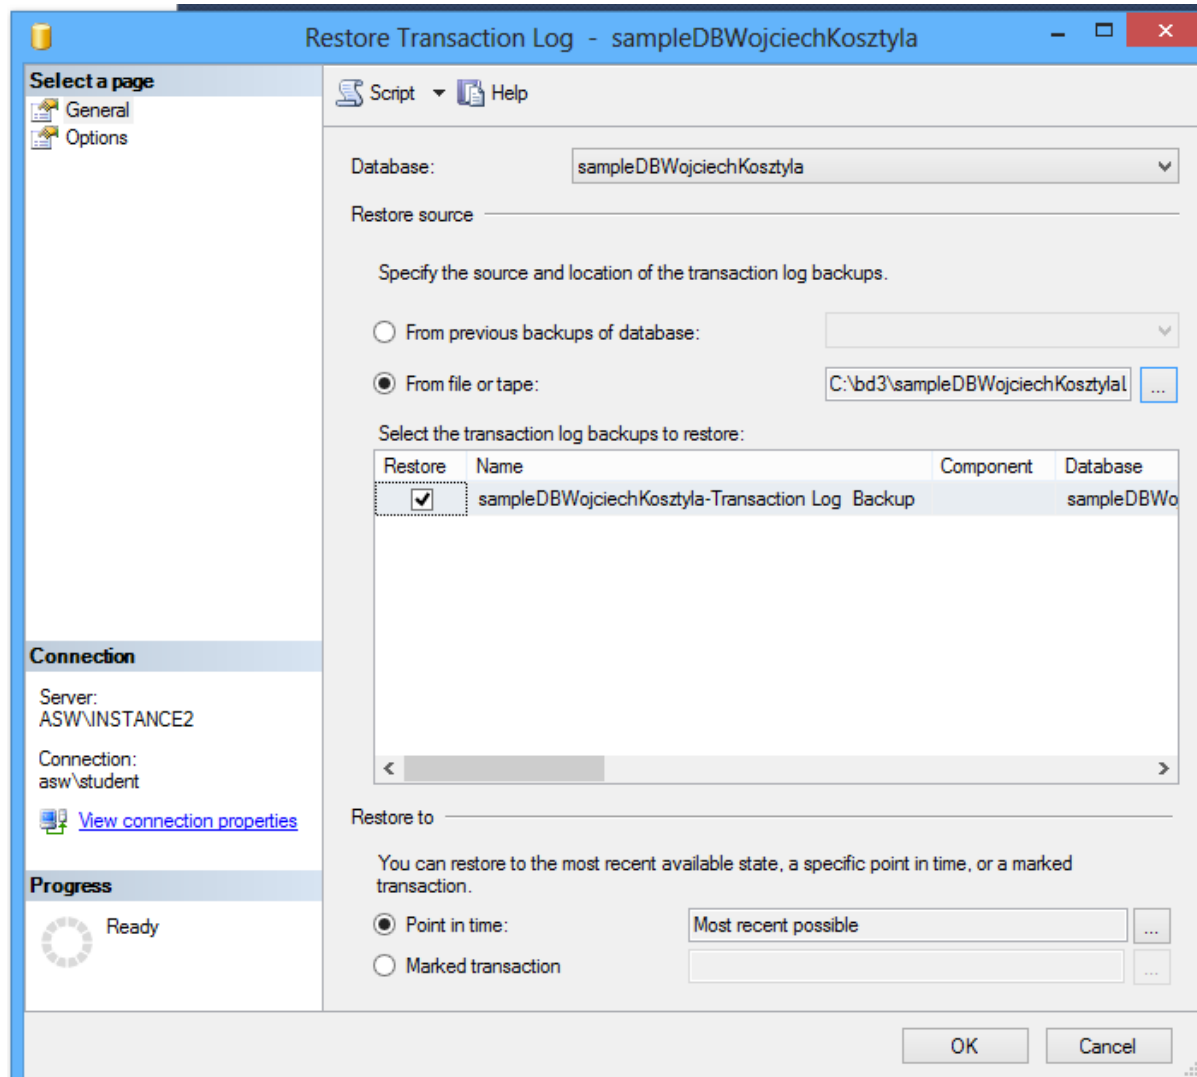 Restore Transaction Log - sampleDBWojciechKosztyla
Select a page
General
Options
Script Help
Database: sampleDBWojciechKosztyla
Restore source
Specify the source and location of the transaction log backups.
From previous backups of database:
From file or tape: C:\bd3\sampleDBWojciechKosztylaL ...
Select the transaction log backups to restore:
Restore Name Component Database
sampleDBWojciechKosztyla-Transaction Log Backup sampleDBWo
Connection
Server:
ASW\INSTANCE2
Connection:
asw\student
View connection properties
Progress
Ready
Restore to
You can restore to the most recent available state, a specific point in time, or a marked
transaction.
Point in time: Most recent possible ...
Marked transaction ...
OK Cancel